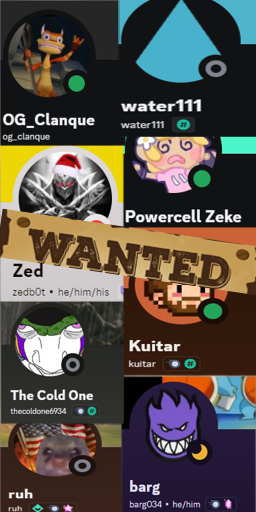 OG_Clanque
og_clanque
water111
water111 #
Powercell Zeke
WANTED
Zed
zedb0t • he/him/his
Kuitar
kuitar
The Cold One
thecoldone6934
ruh
ruh
barg
barg034 • he/him